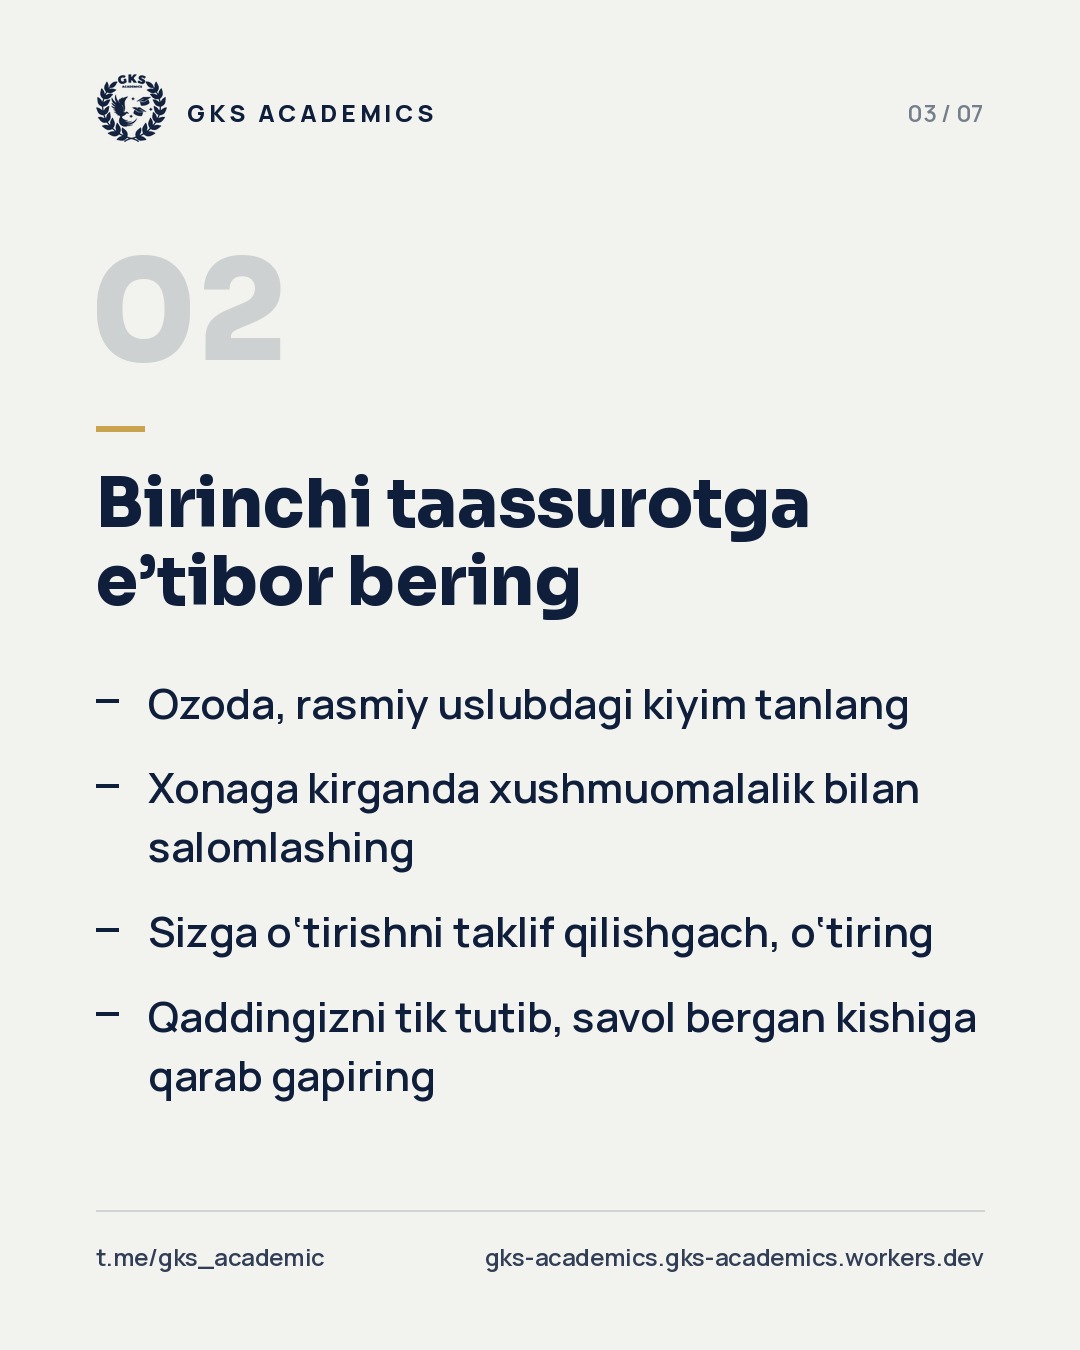 GKS
ACADEMICS
GKS ACADEMICS
03 / 07
02
Birinchi taassurotga
e’tibor bering
– Ozoda, rasmiy uslubdagi kiyim tanlang
– Xonaga kirganda xushmuomalalik bilan
salomlashing
– Sizga o‘tirishni taklif qilishgach, o‘tiring
– Qaddingizni tik tutib, savol bergan kishiga
qarab gapiring
t.me/gks_academic
gks-academics.gks-academics.workers.dev